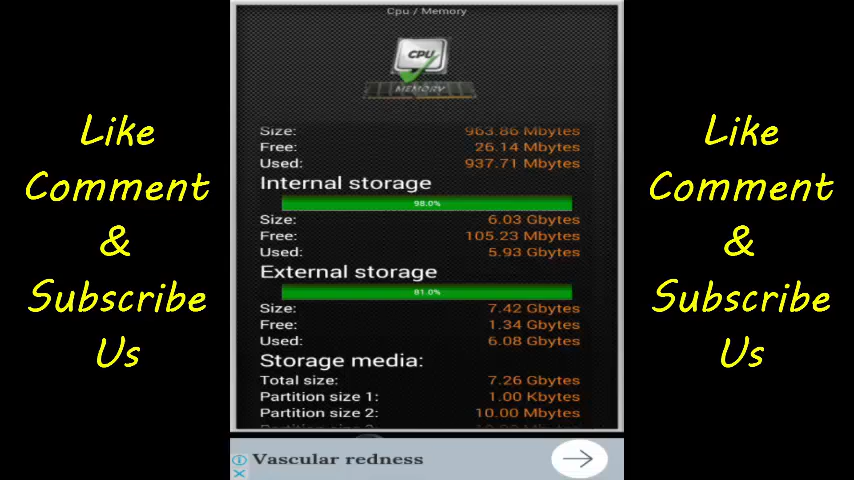 Cpu / Memory
CPU
MEMORY
Size: 963.86 Mbytes
Free: 26.14 Mbytes
Used: 937.71 Mbytes
Internal storage
98.0%
Size: 6.03 Gbytes
Free: 105.23 Mbytes
Used: 5.93 Gbytes
External storage
81.0%
Size: 7.42 Gbytes
Free: 1.34 Gbytes
Used: 6.08 Gbytes
Storage media:
Total size: 7.26 Gbytes
Partition size 1: 1.00 Kbytes
Partition size 2: 10.00 Mbytes
Vascular redness
Like
Comment
&
Subscribe
Us
Like
Comment
&
Subscribe
Us